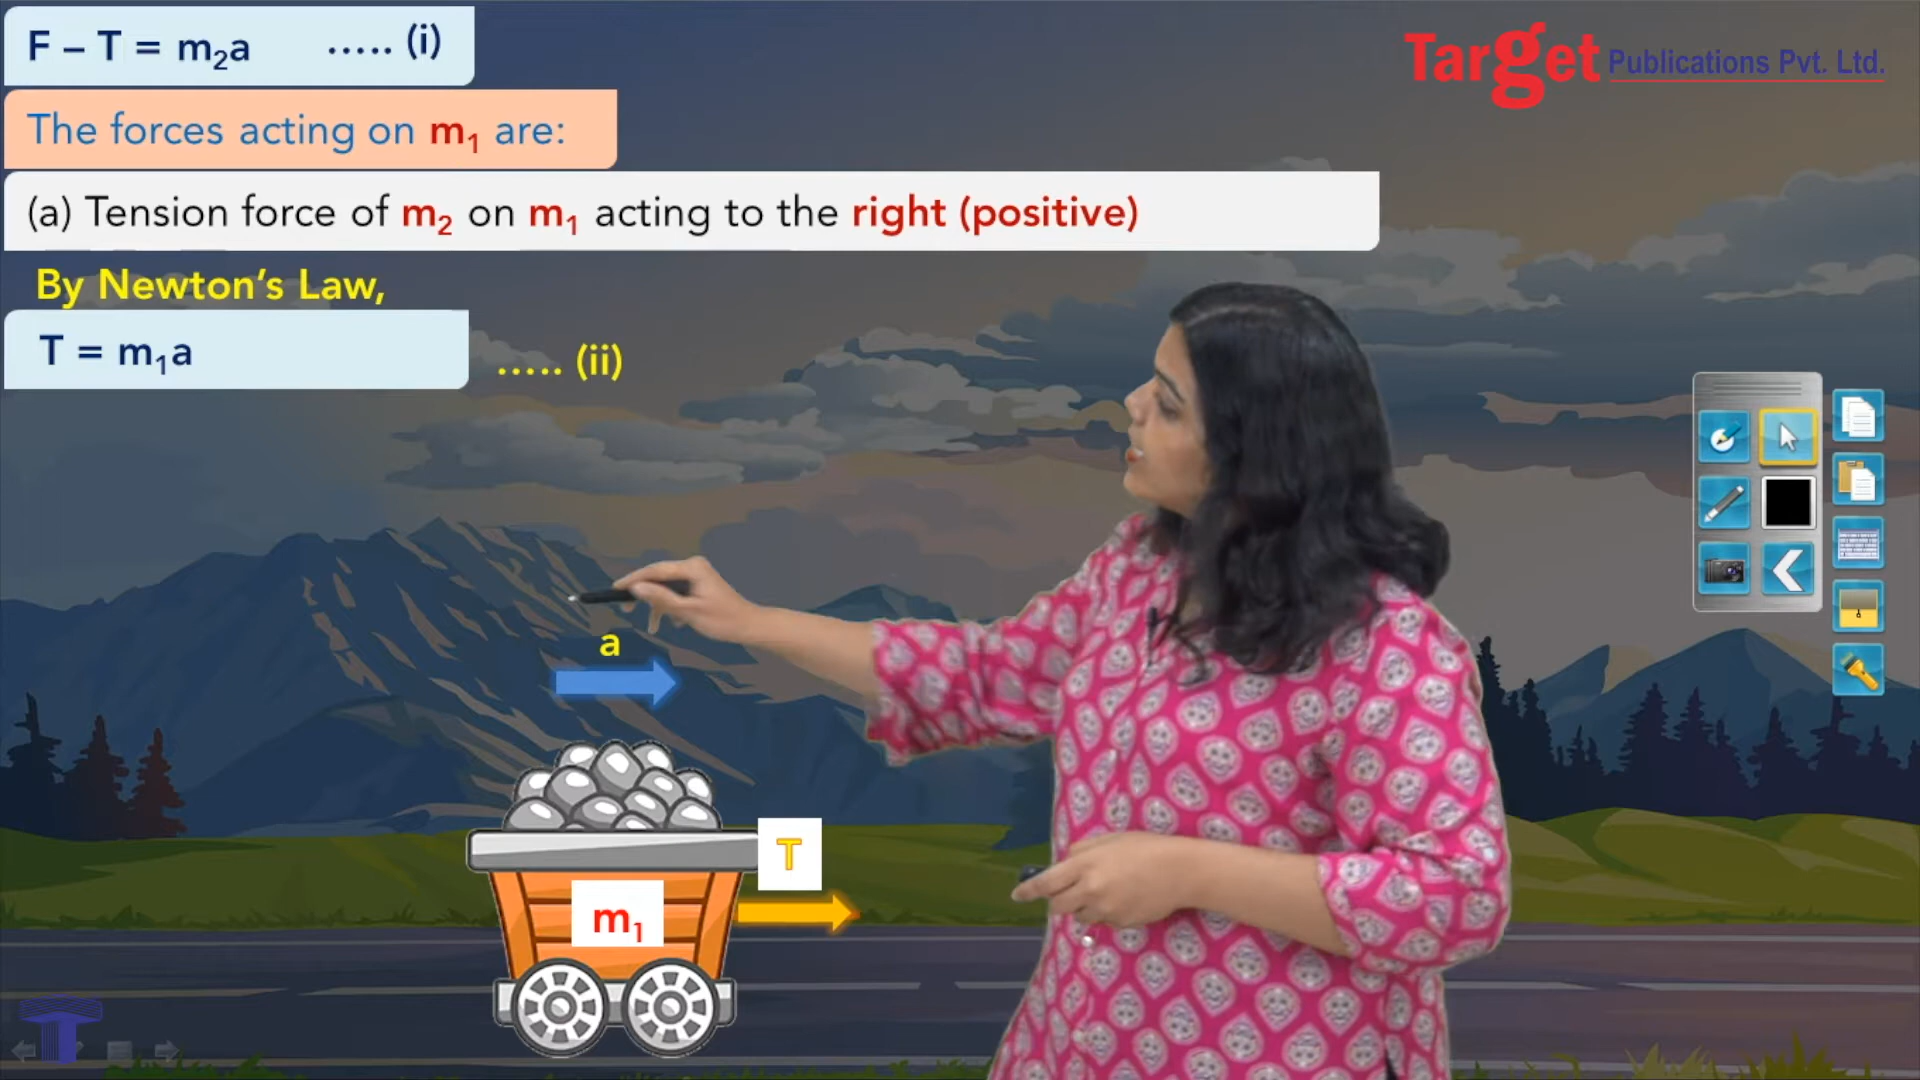 F – T = m₂a ..... (i)
Target Publications Pvt. Ltd.
The forces acting on m₁ are:
(a) Tension force of m₂ on m₁ acting to the right (positive)
By Newton’s Law,
T = m₁a ..... (ii)
a
T
m₁
T